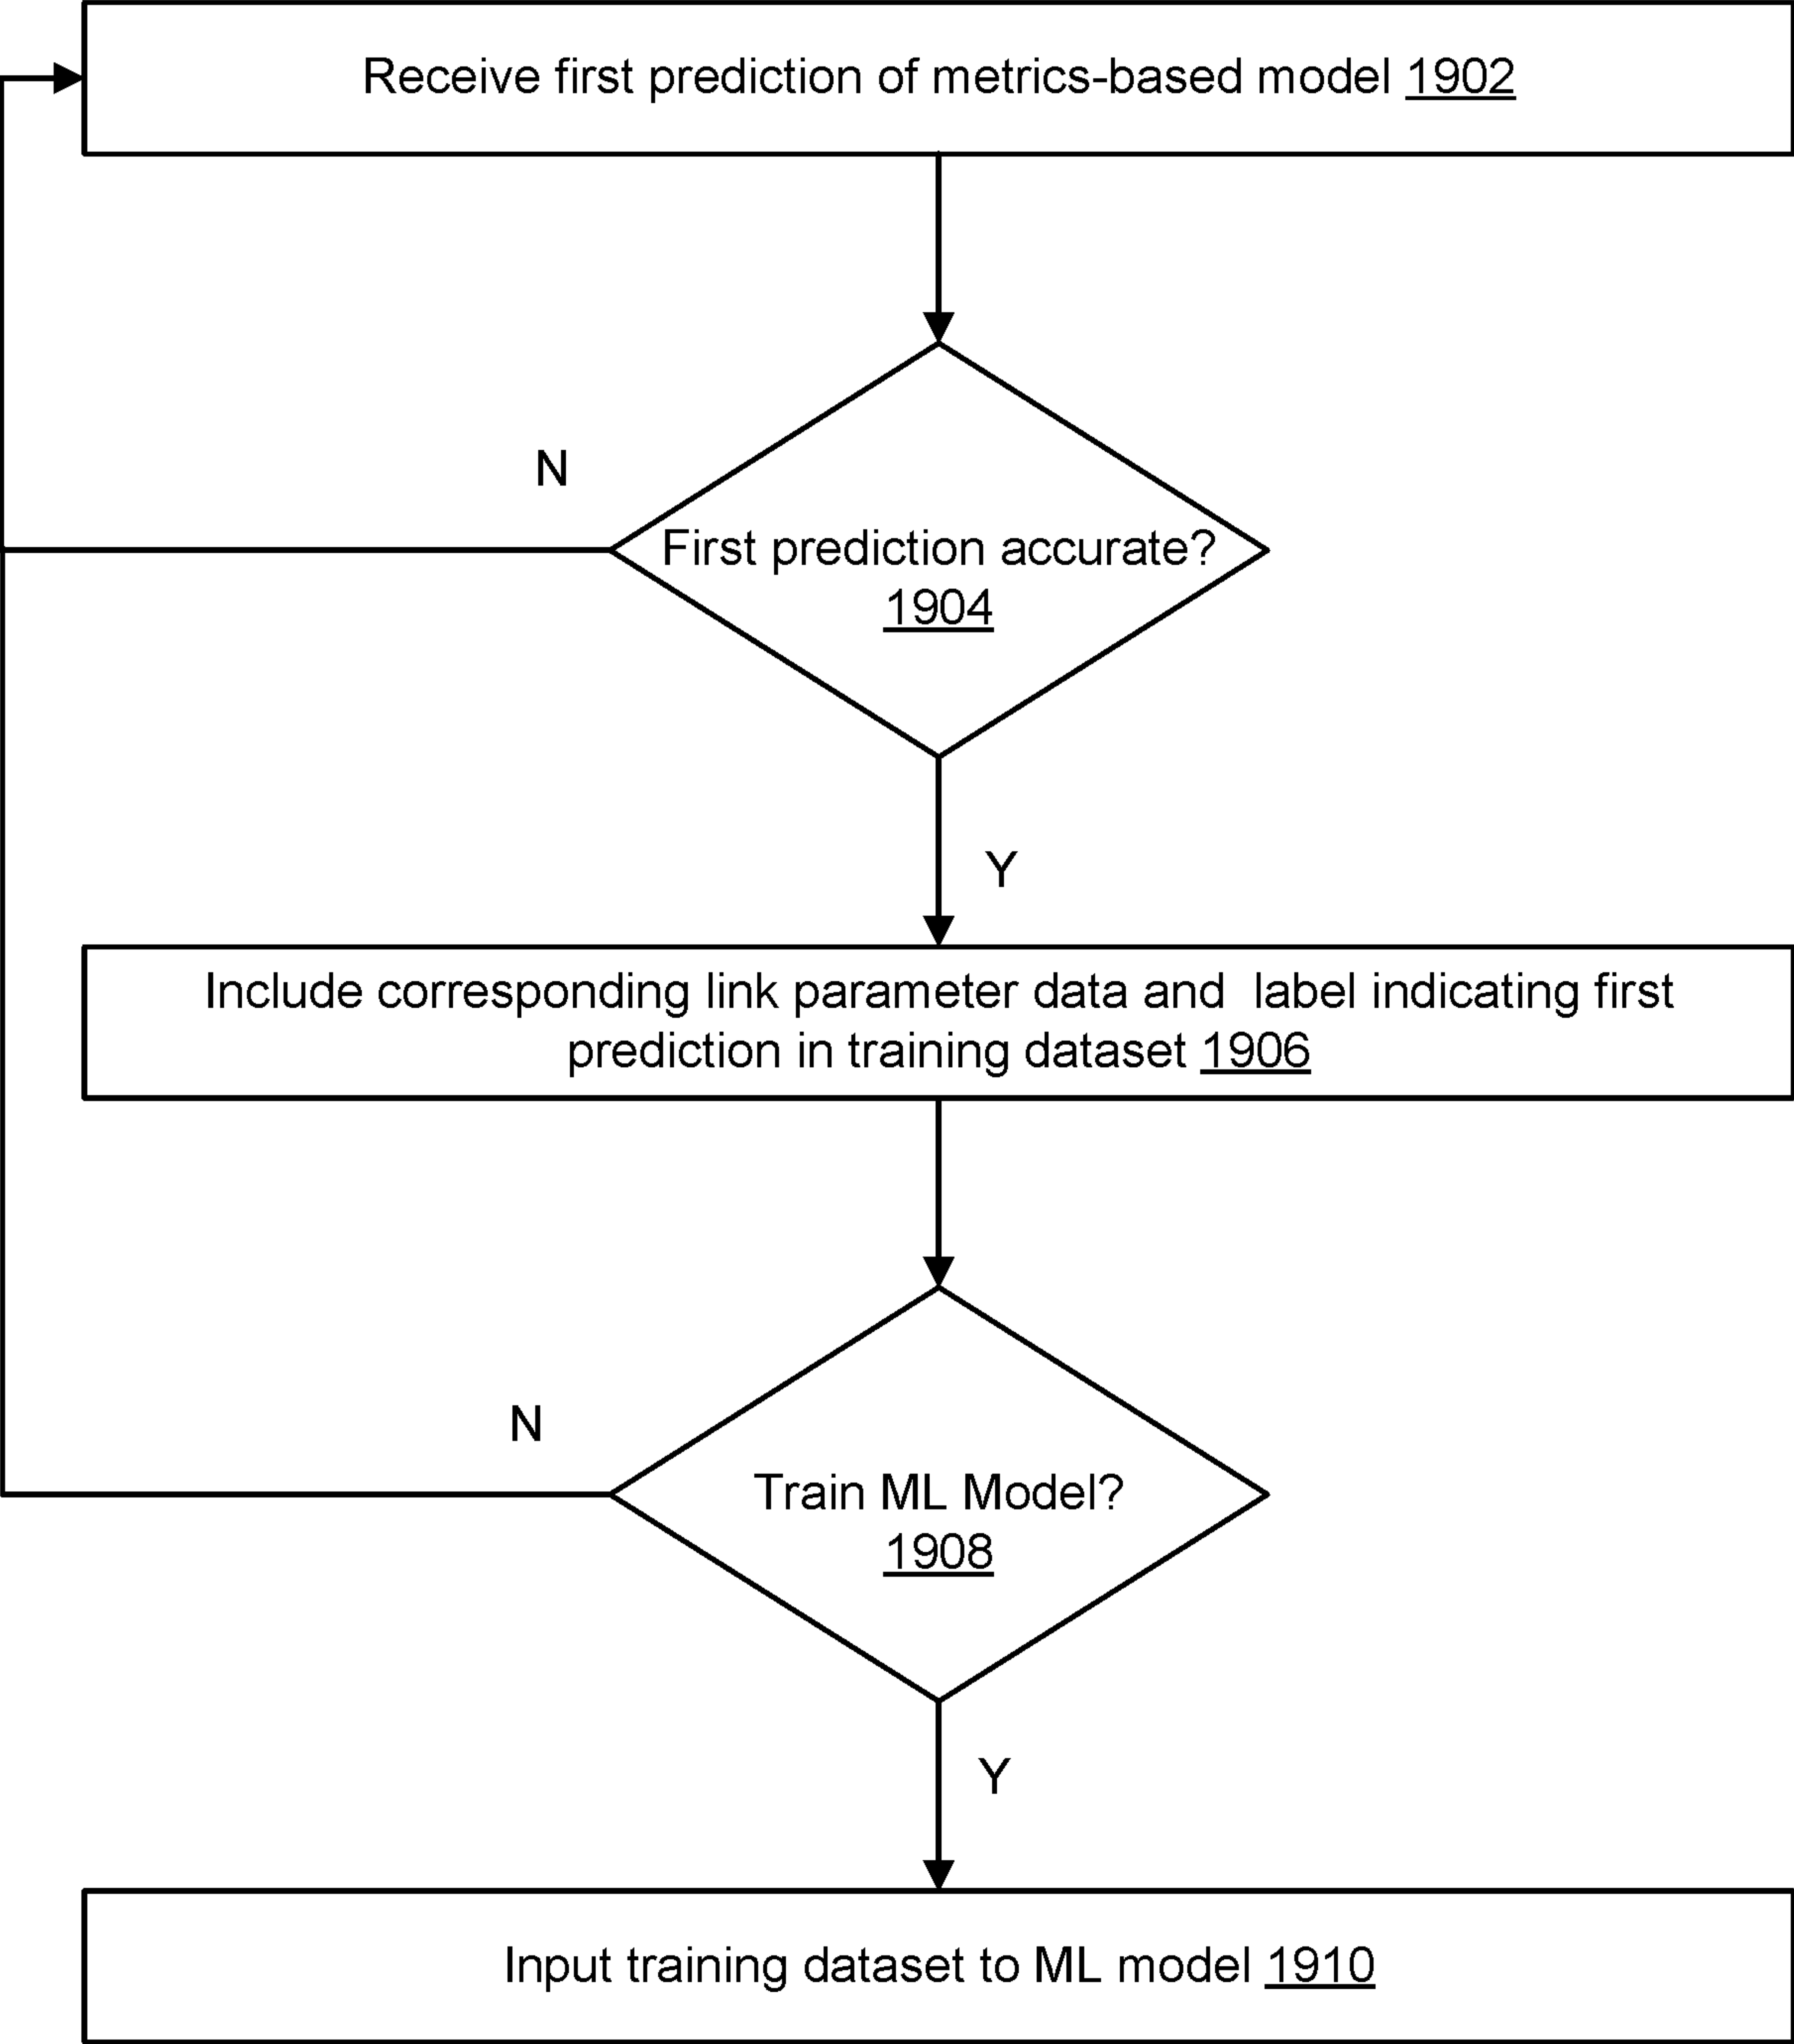 Receive first prediction of metrics-based model 1902
N
First prediction accurate?
1904
Y
Include corresponding link parameter data and label indicating first
prediction in training dataset 1906
N
Train ML Model?
1908
Y
Input training dataset to ML model 1910